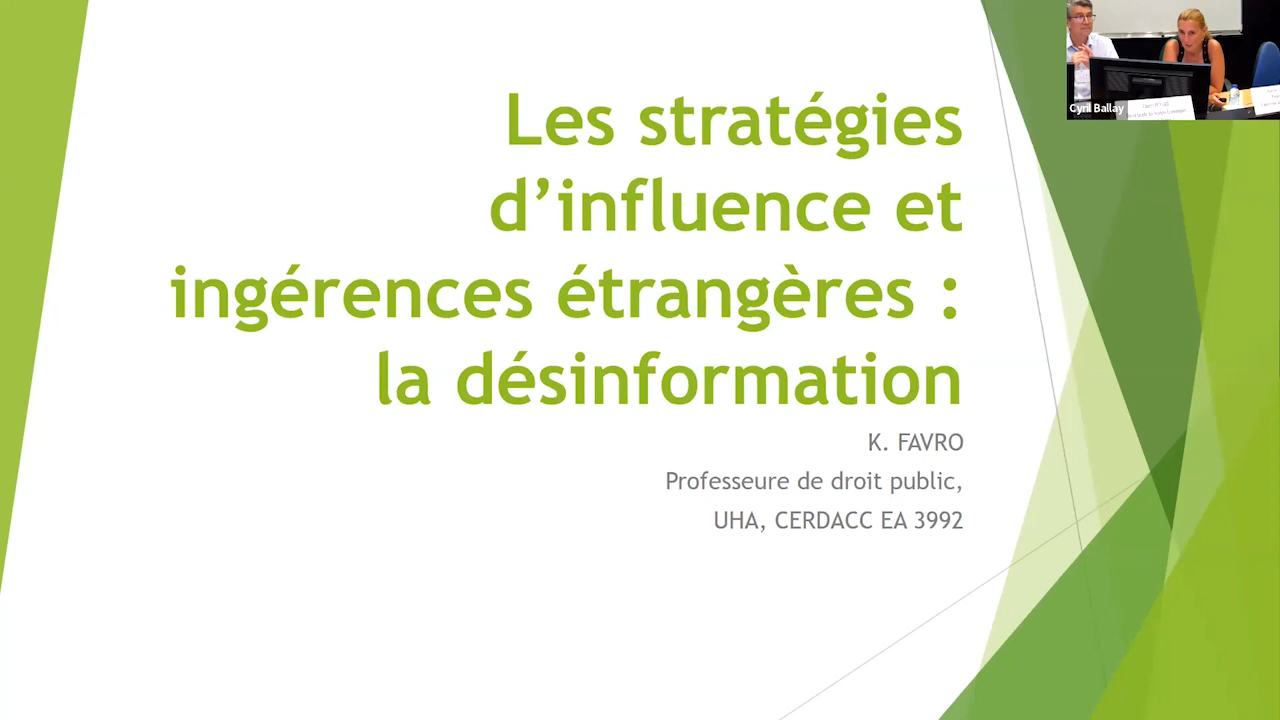 Les stratégies
d’influence et
ingérences étrangères :
la désinformation
K. FAVRO
Professeure de droit public,
UHA, CERDACC EA 3992
Cyril Ballay